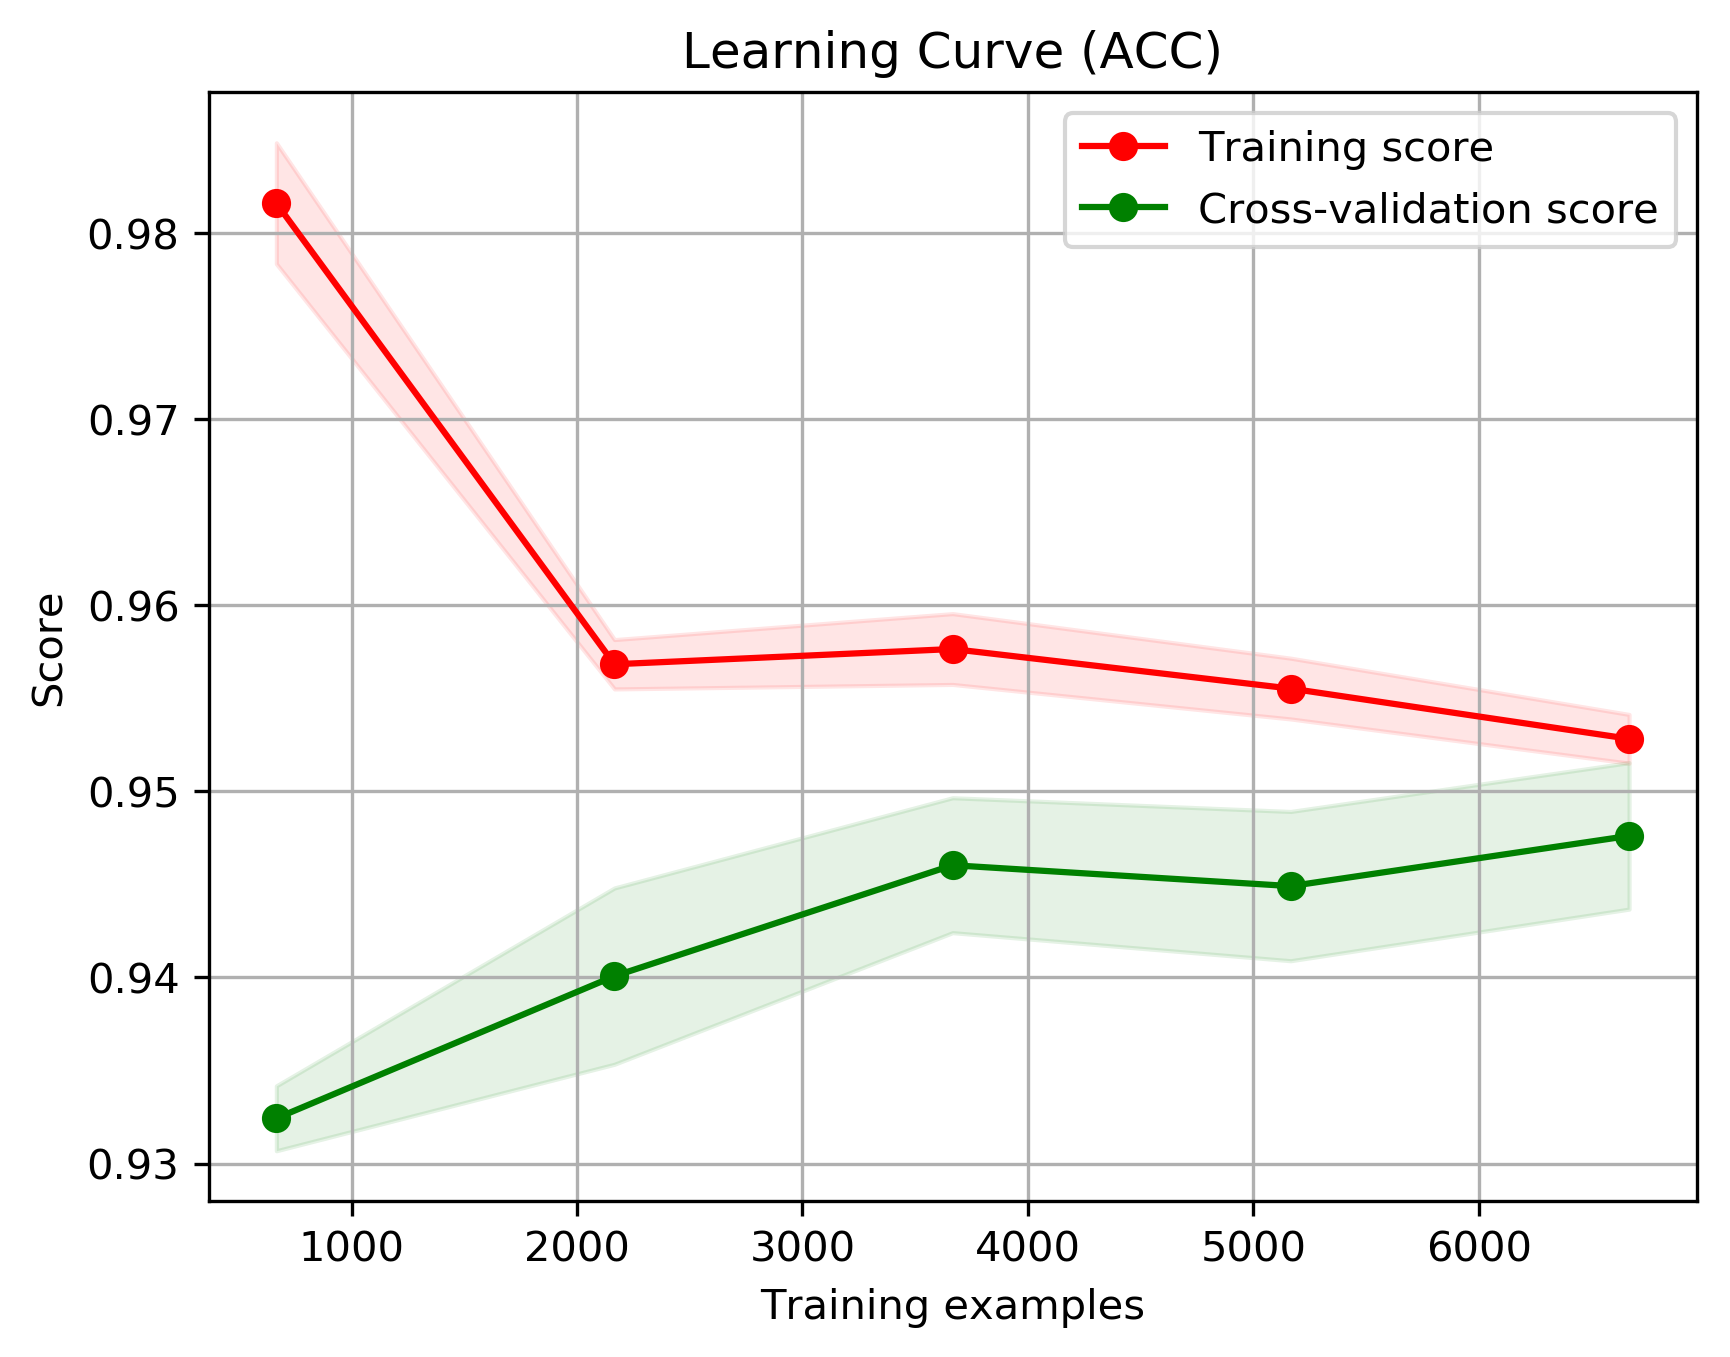 Learning Curve (ACC)
Training score
Cross-validation score
0.98
0.97
0.96
0.95
0.94
0.93
Score
1000 2000 3000 4000 5000 6000
Training examples